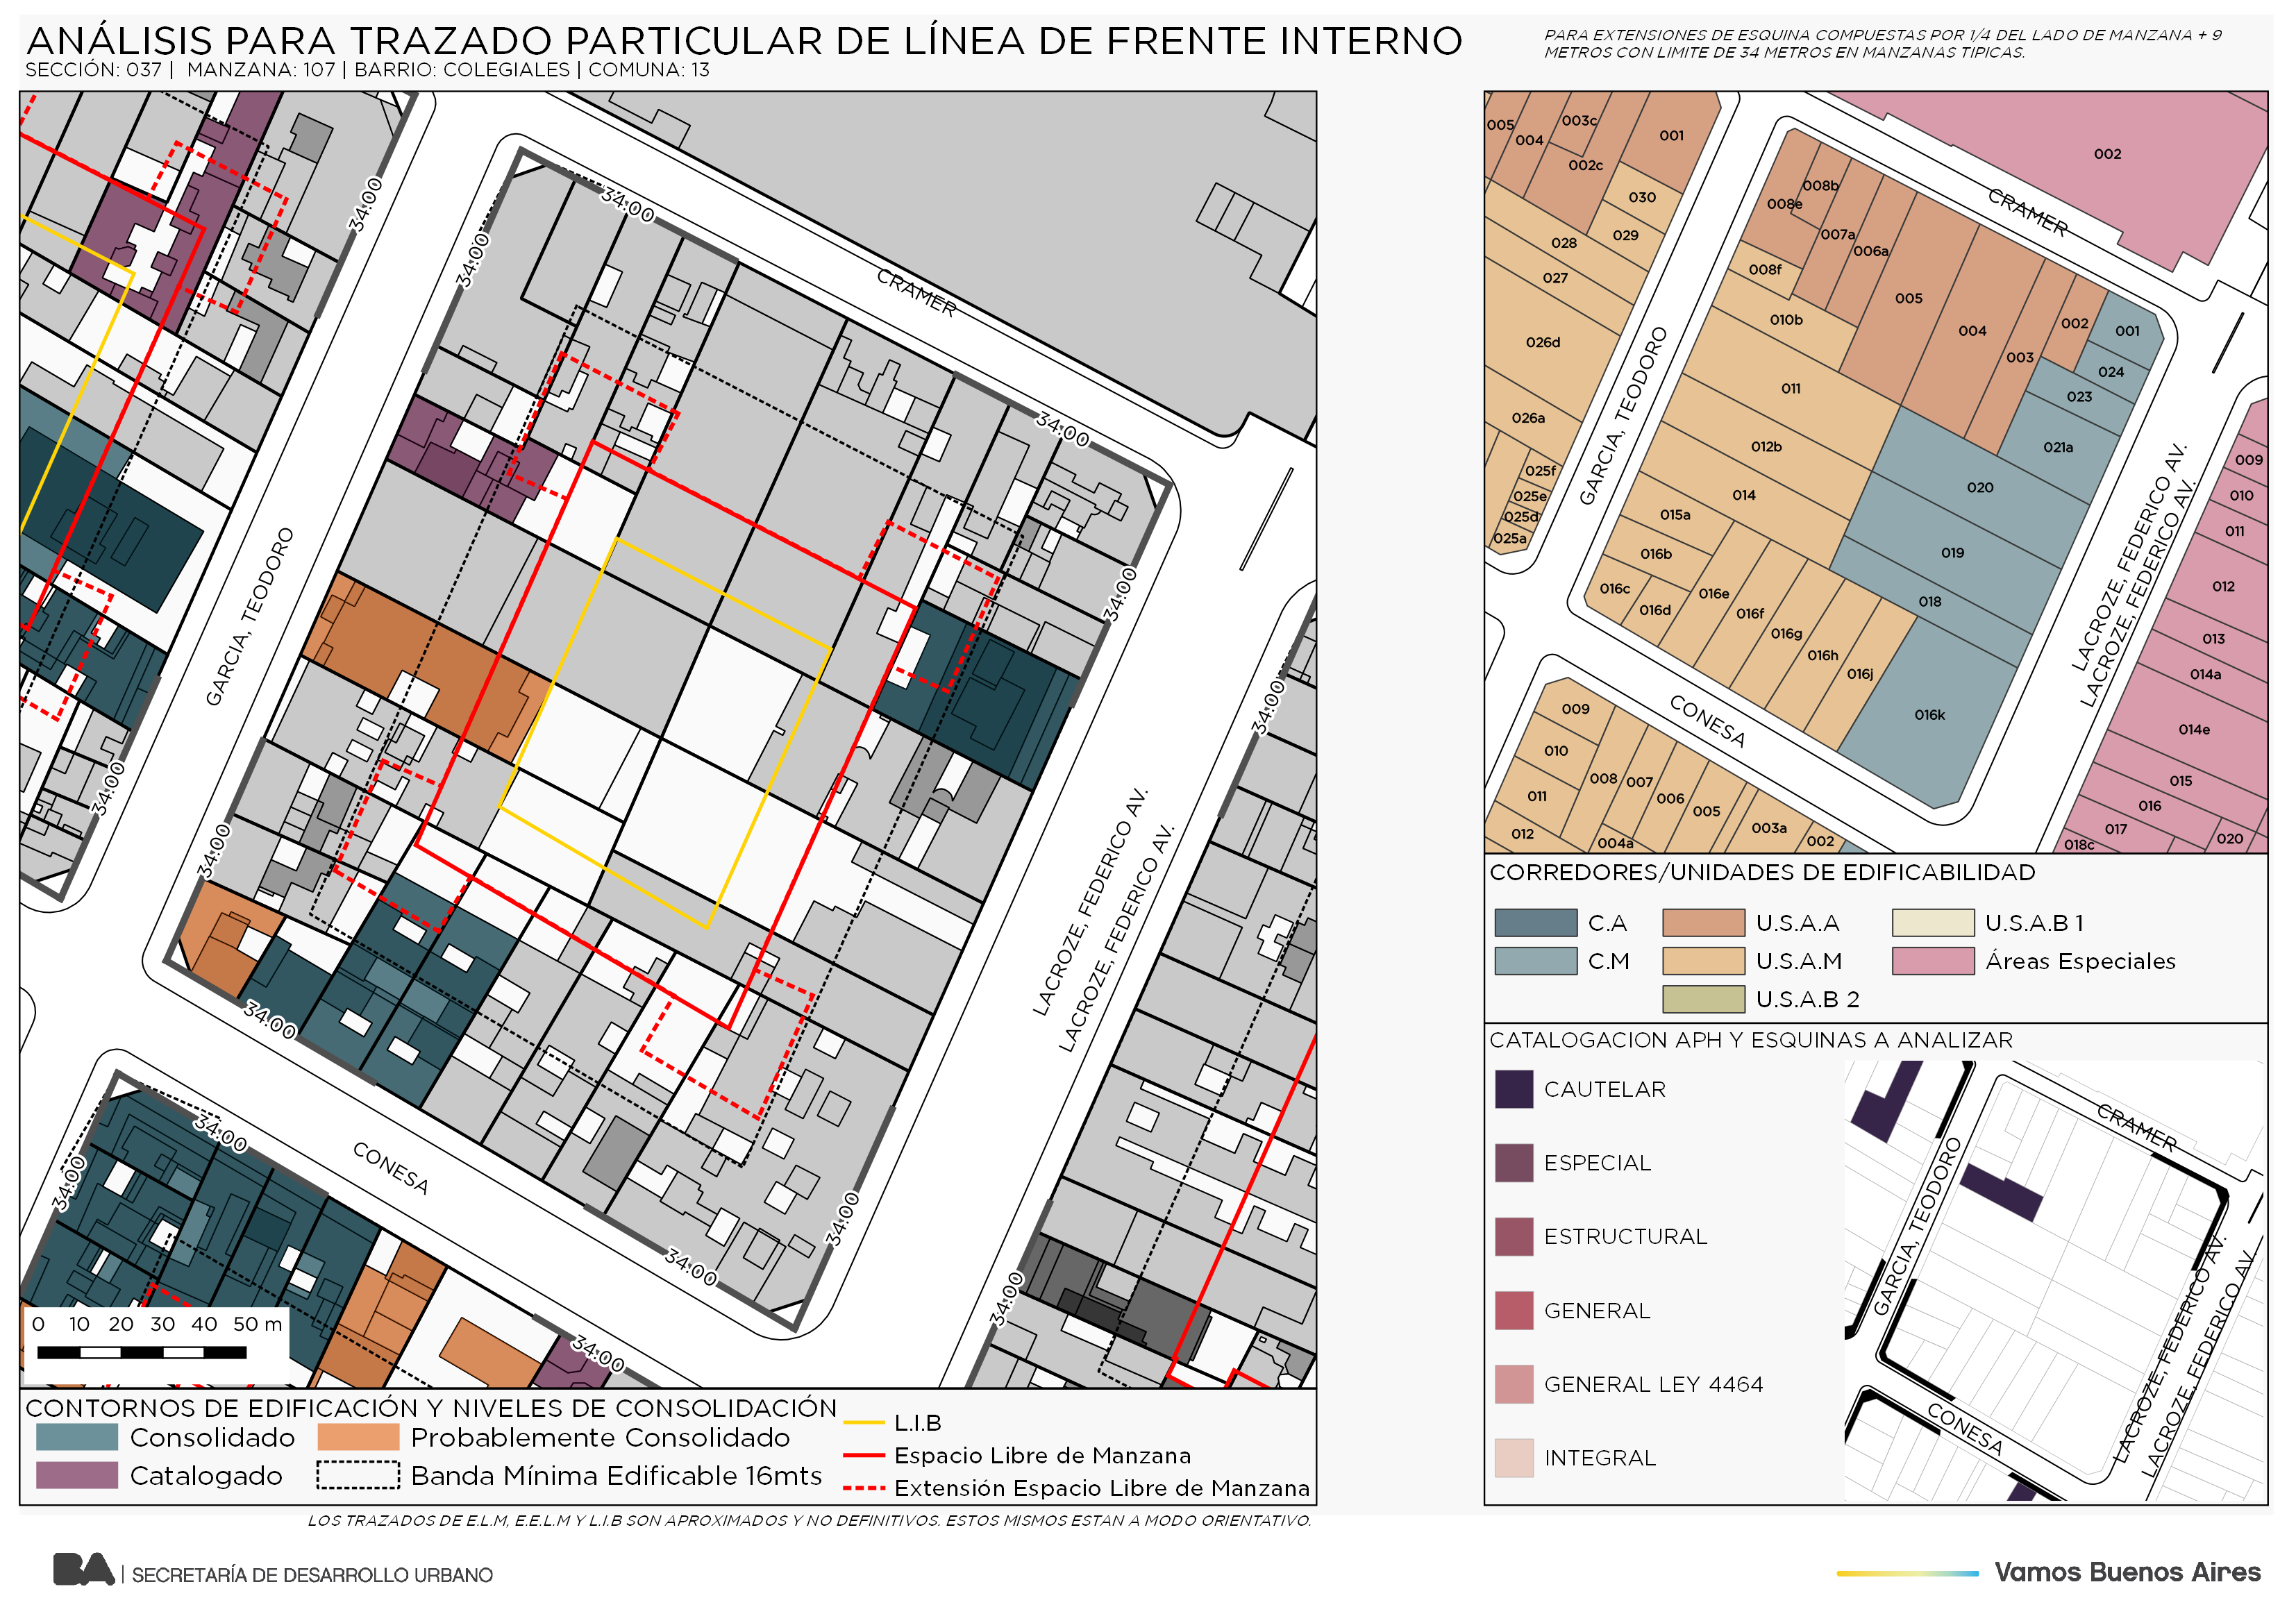 ANÁLISIS PARA TRAZADO PARTICULAR DE LÍNEA DE FRENTE INTERNO
SECCIÓN: 037 | MANZANA: 107 | BARRIO: COLEGIALES | COMUNA: 13
PARA EXTENSIONES DE ESQUINA COMPUESTAS POR 1/4 DEL LADO DE MANZANA + 9
METROS CON LIMITE DE 34 METROS EN MANZANAS TIPICAS.
34:00
34:00
34:00
CRAMER
34:00
34:00
GARCIA, TEODORO
34:00
34:00
34:00
34:00
LACROZE, FEDERICO AV.
LACROZE, FEDERICO AV.
CONESA
34:00
34:00
34:00
34:00
34:00
34:00
0 10 20 30 40 50 m
CONTORNOS DE EDIFICACIÓN Y NIVELES DE CONSOLIDACIÓN
Consolidado
Probablemente Consolidado
Catalogado
Banda Mínima Edificable 16mts
L.I.B
Espacio Libre de Manzana
Extensión Espacio Libre de Manzana
LOS TRAZADOS DE E.L.M, E.E.L.M Y L.I.B SON APROXIMADOS Y NO DEFINITIVOS. ESTOS MISMOS ESTAN A MODO ORIENTATIVO.
005
004
003c
002c
001
030
029
028
027
026d
026a
025f
025e
025d
025a
002
CRAMER
008b
008e
007a
006a
008f
010b
005
004
003
002
001
024
023
021a
011
012b
014
015a
016b
016c
016d
016e
016f
016g
016h
016j
016k
020
019
018
GARCIA, TEODORO
LACROZE, FEDERICO AV.
LACROZE, FEDERICO AV.
CONESA
009
010
011
012
013
014a
014e
015
016
017
018c
020
009
010
011
012
008
007
006
005
004a
003a
002
CORREDORES/UNIDADES DE EDIFICABILIDAD
C.A
U.S.A.A
U.S.A.B 1
C.M
U.S.A.M
Áreas Especiales
U.S.A.B 2
CATALOGACION APH Y ESQUINAS A ANALIZAR
CAUTELAR
ESPECIAL
ESTRUCTURAL
GENERAL
GENERAL LEY 4464
INTEGRAL
CRAMER
GARCIA, TEODORO
LACROZE, FEDERICO AV.
LACROZE, FEDERICO AV.
CONESA
BA | SECRETARÍA DE DESARROLLO URBANO
Vamos Buenos Aires